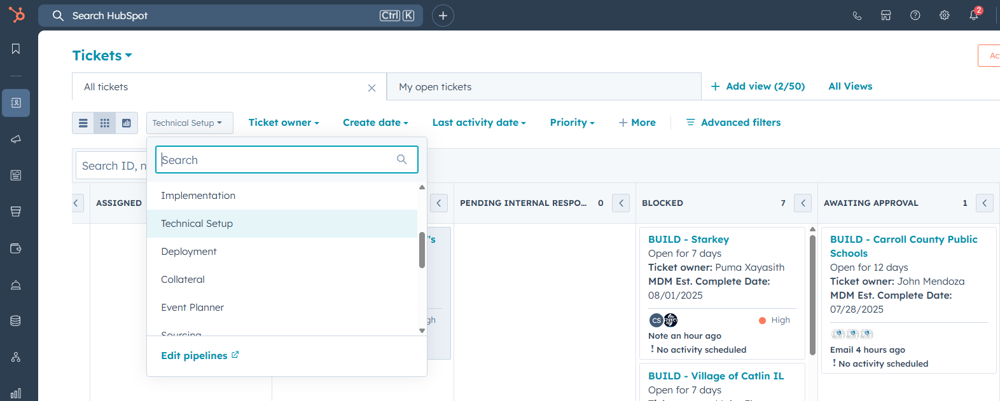 Search HubSpot
Ctrl K
2
Tickets
Ac
All tickets
My open tickets
Add view (2/50)
All Views
Technical Setup
Ticket owner
Create date
Last activity date
Priority
More
Advanced filters
Search ID, n
Search
Implementation
Technical Setup
Deployment
Collateral
Event Planner
Sourcing
Edit pipelines
ASSIGNED
"s
gh
PENDING INTERNAL RESPO... 0
BLOCKED 7
BUILD - Starkey
Open for 7 days
Ticket owner: Puma Xayasith
MDM Est. Complete Date:
08/01/2025
CS
High
Note an hour ago
! No activity scheduled
BUILD - Village of Catlin IL
Open for 7 days
AWAITING APPROVAL 1
BUILD - Carroll County Public
Schools
Open for 12 days
Ticket owner: John Mendoza
MDM Est. Complete Date:
07/28/2025
Email 4 hours ago
! No activity scheduled